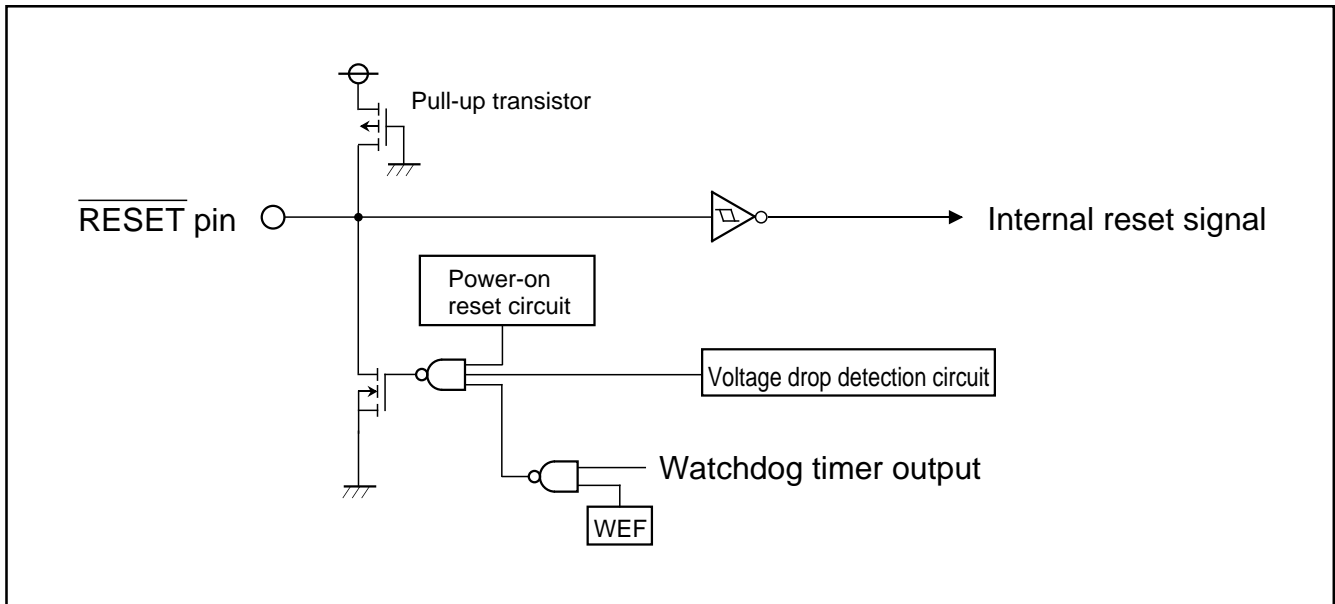 Pull-up transistor
RESET pin
Internal reset signal
Power-on
reset circuit
Voltage drop detection circuit
Watchdog timer output
WEF